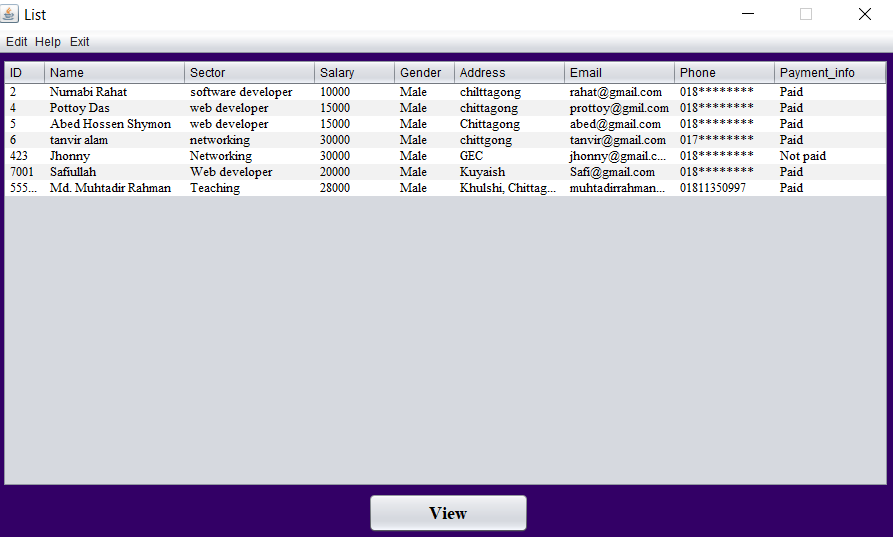 List
Edit Help Exit
ID Name Sector Salary Gender Address Email Phone Payment_info
2 Nurnabi Rahat software developer 10000 Male chilttagong rahat@gmail.com 018******** Paid
4 Pottoy Das web developer 15000 Male chittagong prottoy@gmil.com 018******** Paid
5 Abed Hossen Shymon web developer 15000 Male Chittagong abed@gmail.com 018******** Paid
6 tanvir alam networking 30000 Male chittgong tanvir@gmail.com 017******** Paid
423 Jhonny Networking 30000 Male GEC jhonny@gmail.c... 018******** Not paid
7001 Safiullah Web developer 20000 Male Kuyaish Safi@gmail.com 018******** Paid
555... Md. Muhtadir Rahman Teaching 28000 Male Khulshi, Chittag... muhtadirrahman... 01811350997 Paid
View